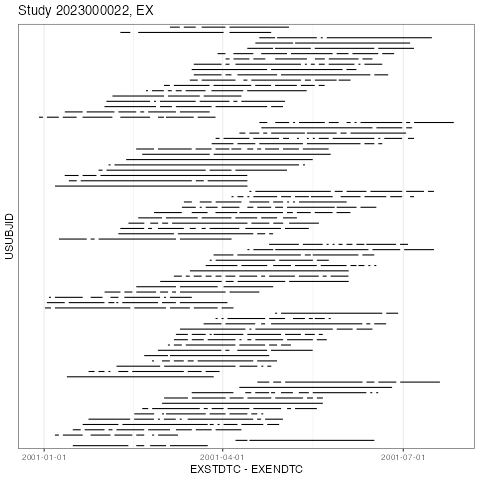 Study 2023000022, EX
USUBJID
2001-01-01
2001-04-01
2001-07-01
EXSTDTC - EXENDTC